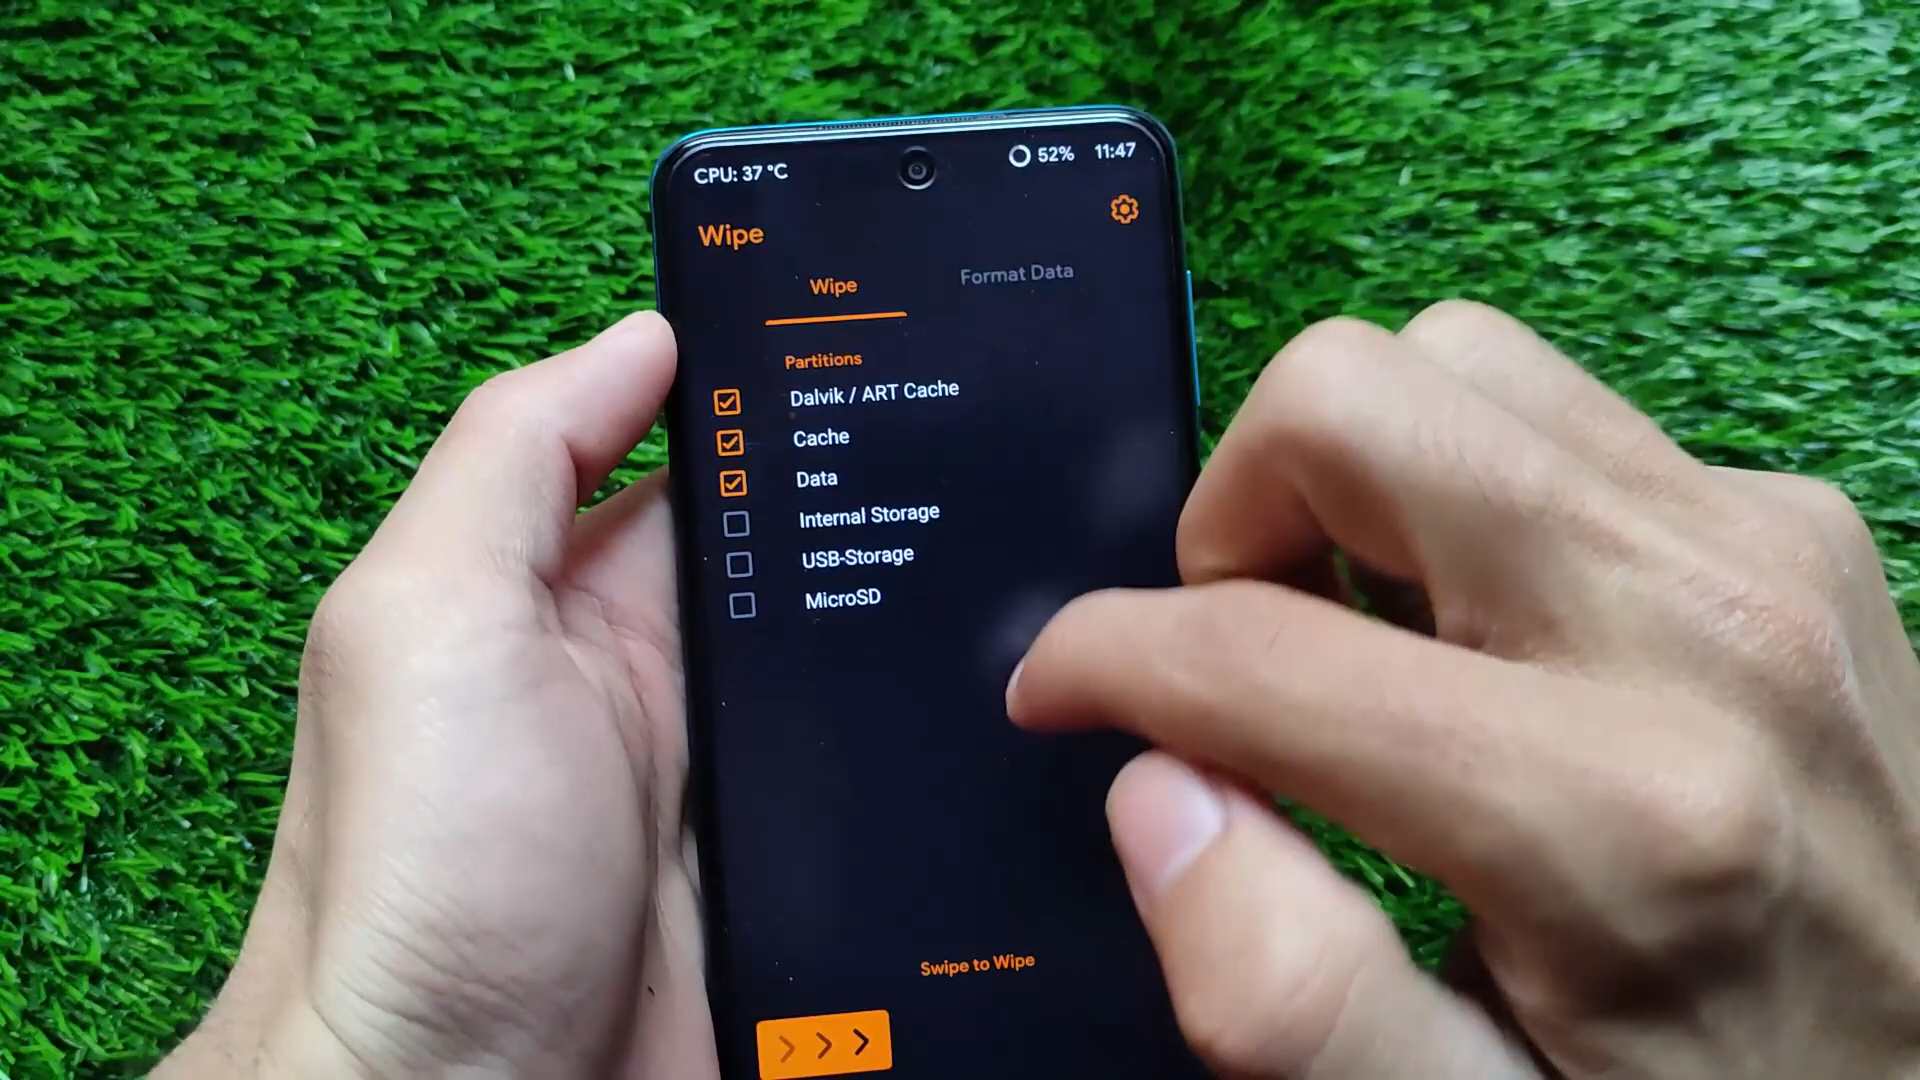 CPU: 37 °C
52% 11:47
Wipe
Wipe
Format Data
Partitions
Dalvik / ART Cache
Cache
Data
Internal Storage
USB-Storage
MicroSD
Swipe to Wipe